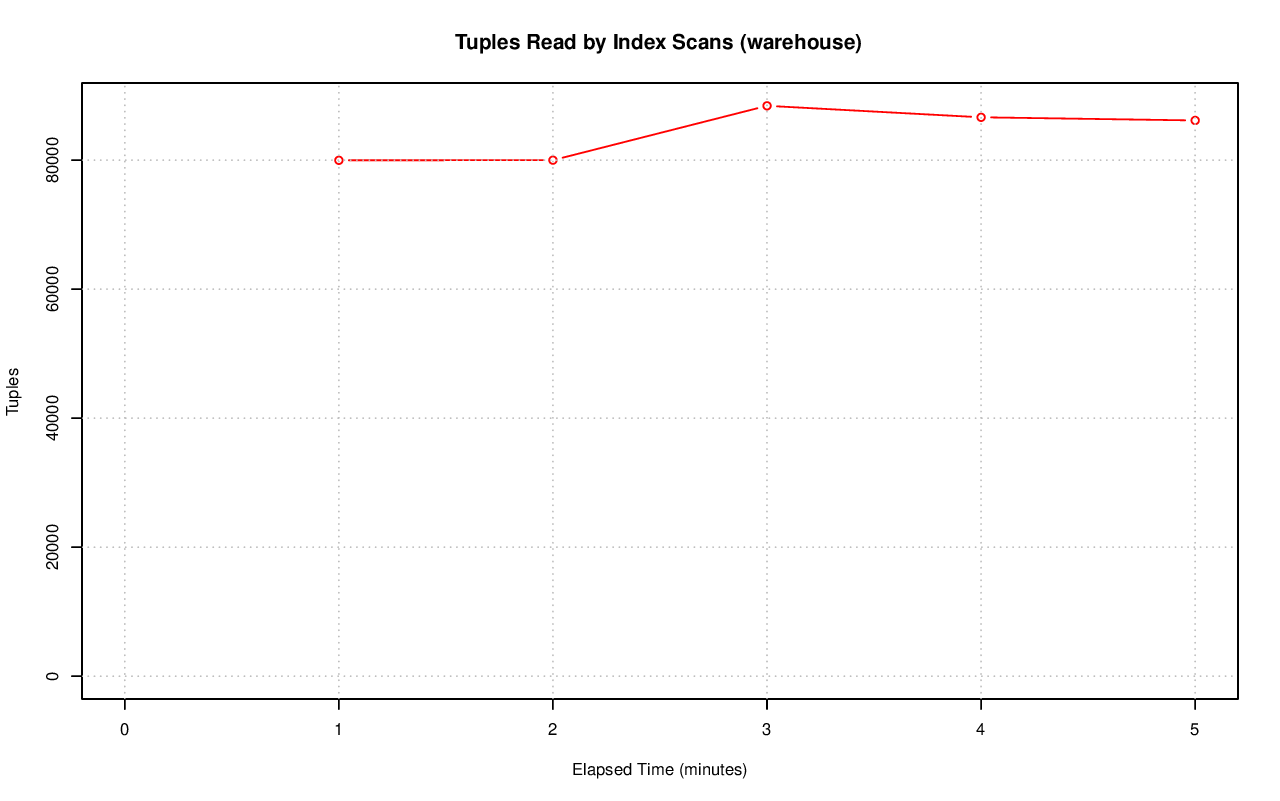 Tuples Read by Index Scans (warehouse)
Tuples
80000
60000
40000
20000
0
0 1 2 3 4 5
Elapsed Time (minutes)